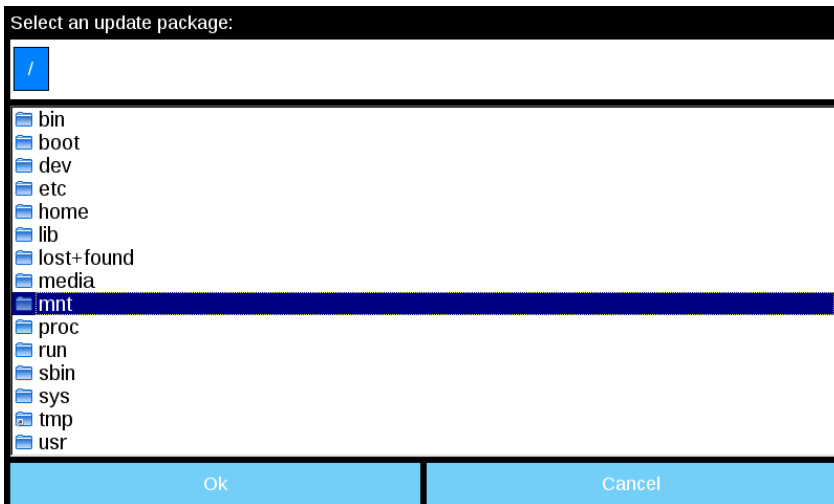 Select an update package:
/
bin
boot
dev
etc
home
lib
lost+found
media
mnt
proc
run
sbin
sys
tmp
usr
Ok Cancel